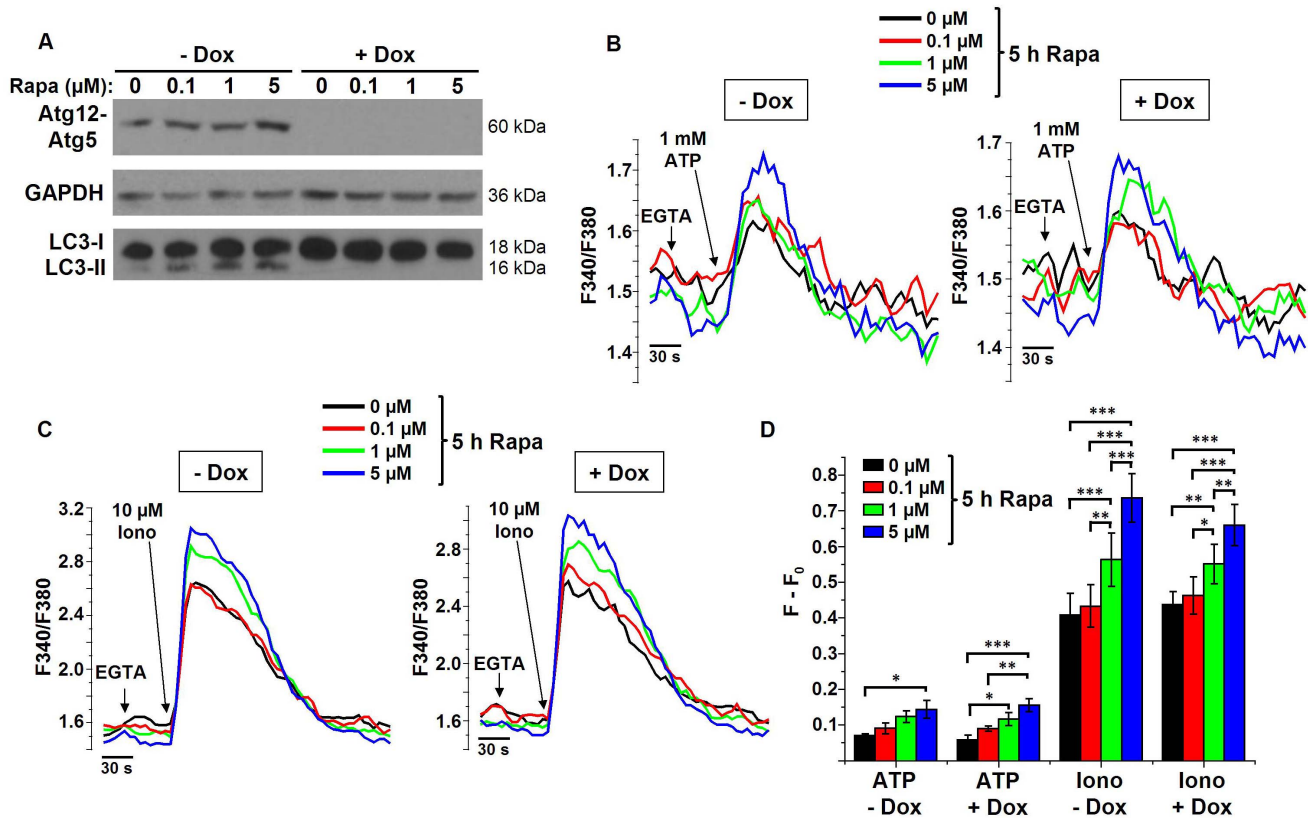 A
- Dox + Dox
Rapa (µM): 0 0.1 1 5 0 0.1 1 5
Atg12-
Atg5
60 kDa
GAPDH
36 kDa
LC3-I
18 kDa
LC3-II
16 kDa
B
0 µM
0.1 µM
1 µM
5 µM
5 h Rapa
- Dox
F340/F380
1.7
1.6
1.5
1.4
EGTA
1 mM
ATP
30 s
+ Dox
F340/F380
1.7
1.6
1.5
1.4
EGTA
1 mM
ATP
30 s
C
0 µM
0.1 µM
1 µM
5 µM
5 h Rapa
- Dox
F340/F380
3.2
2.8
2.4
2.0
1.6
10 µM
Iono
EGTA
30 s
+ Dox
F340/F380
3.2
2.8
2.4
2.0
1.6
10 µM
Iono
EGTA
30 s
D
0 µM
0.1 µM
1 µM
5 µM
5 h Rapa
F - F0
0.8
0.7
0.6
0.5
0.4
0.3
0.2
0.1
*
***
**
*
***
***
***
***
**
***
***
**
**
*
ATP ATP Iono Iono
- Dox + Dox - Dox + Dox